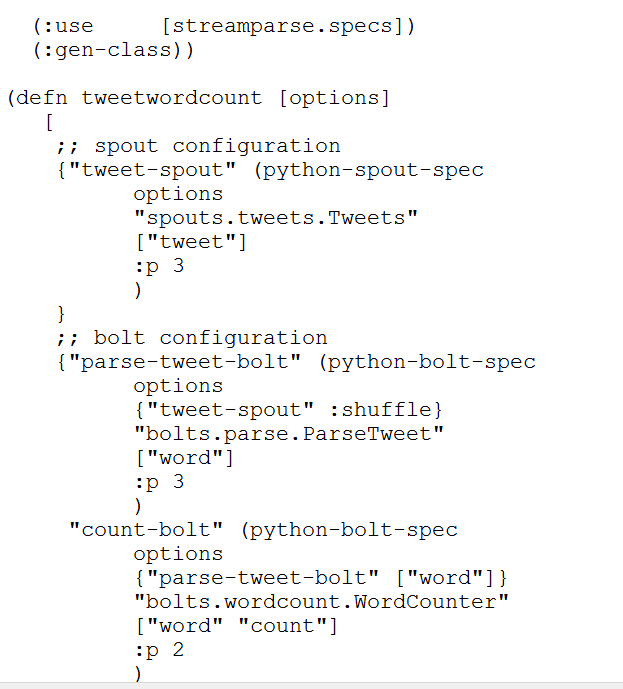 (:use     [streamparse.specs])
(:gen-class))
(defn tweetwordcount [options]
[
;; spout configuration
{"tweet-spout" (python-spout-spec
options
"spouts.tweets.Tweets"
["tweet"]
:p 3
)
}
;; bolt configuration
{"parse-tweet-bolt" (python-bolt-spec
options
{"tweet-spout" :shuffle}
"bolts.parse.ParseTweet"
["word"]
:p 3
)
"count-bolt" (python-bolt-spec
options
{"parse-tweet-bolt" ["word"]}
"bolts.wordcount.WordCounter"
["word" "count"]
:p 2
)